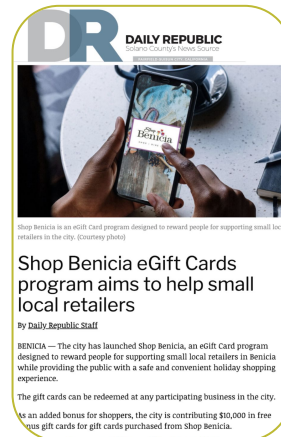 DR
DAILY REPUBLIC
Solano County's News Source
Shop
Benicia
Shop Benicia is an eGift Card program designed to reward people for supporting small loc
retailers in the city. (Courtesy photo)
Shop Benicia eGift Cards
program aims to help small
local retailers
By Daily Republic Staff
BENICIA — The city has launched Shop Benicia, an eGift Card program
designed to reward people for supporting small local retailers in Benicia
while providing the public with a safe and convenient holiday shopping
experience.
The gift cards can be redeemed at any participating business in the city.
As an added bonus for shoppers, the city is contributing $10,000 in free
nus gift cards for gift cards purchased from Shop Benicia.